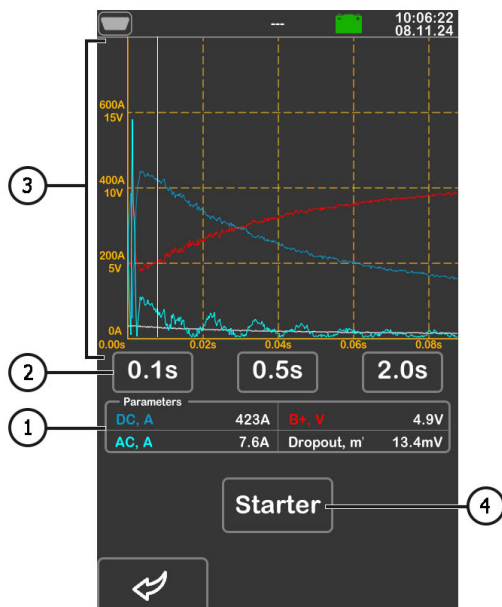 --- 10:06:22
08.11.24
600A
15V
400A
10V
200A
5V
0A
0.00s 0.02s 0.04s 0.06s 0.08s
0.1s 0.5s 2.0s
Parameters
DC, A 423A B+, V 4.9V
AC, A 7.6A Dropout, m' 13.4mV
Starter
3
2
1
4